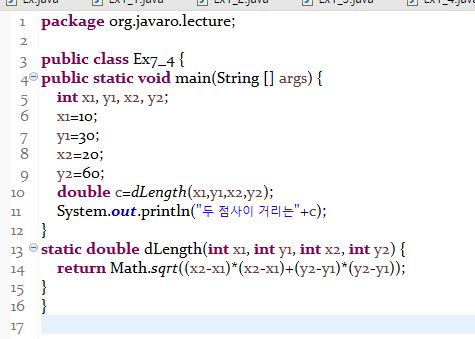 Ex.java Ex1_1.java Ex1_2.java Ex1_3.java Ex1_4.java
1 package org.javaro.lecture;
2
3 public class Ex7_4 {
4 public static void main(String [] args) {
5 int x1, y1, x2, y2;
6 x1=10;
7 y1=30;
8 x2=20;
9 y2=60;
10 double c=dLength(x1,y1,x2,y2);
11 System.out.println("두 점사이 거리는"+c);
12 }
13 static double dLength(int x1, int y1, int x2, int y2) {
14 return Math.sqrt((x2-x1)*(x2-x1)+(y2-y1)*(y2-y1));
15 }
16 }
17